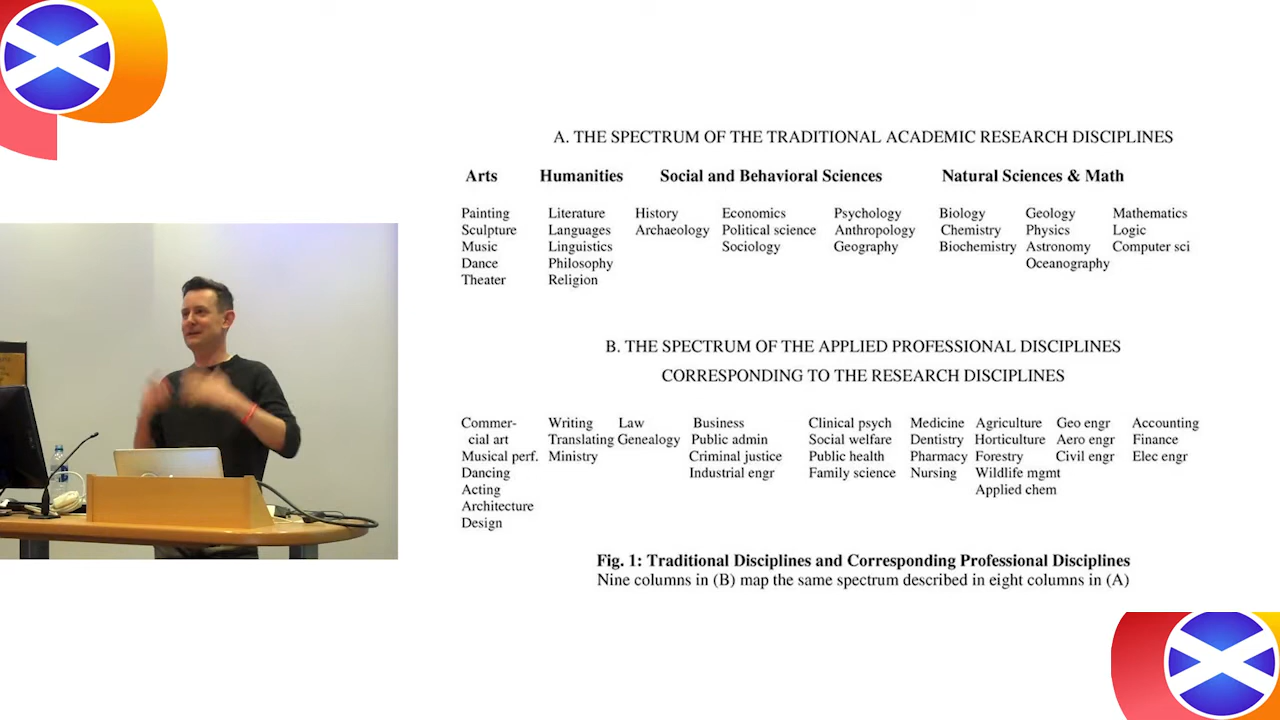 A. THE SPECTRUM OF THE TRADITIONAL ACADEMIC RESEARCH DISCIPLINES
Arts Humanities Social and Behavioral Sciences Natural Sciences & Math
Painting Literature History Economics Psychology Biology Geology Mathematics
Sculpture Languages Archaeology Political science Anthropology Chemistry Physics Logic
Music Linguistics Sociology Geography Biochemistry Astronomy Computer sci
Dance Philosophy Oceanography
Theater Religion
B. THE SPECTRUM OF THE APPLIED PROFESSIONAL DISCIPLINES
CORRESPONDING TO THE RESEARCH DISCIPLINES
Commer- Writing Law Business Clinical psych Medicine Agriculture Geo engr Accounting
cial art Translating Genealogy Public admin Social welfare Dentistry Horticulture Aero engr Finance
Musical perf. Ministry Criminal justice Public health Pharmacy Forestry Civil engr Elec engr
Dancing Industrial engr Family science Nursing Wildlife mgmt
Acting Applied chem
Architecture
Design
Fig. 1: Traditional Disciplines and Corresponding Professional Disciplines
Nine columns in (B) map the same spectrum described in eight columns in (A)